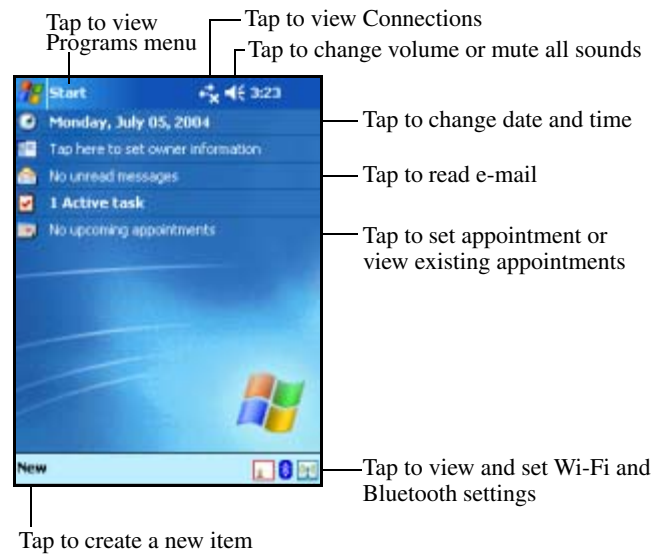 Tap to view
Programs menu
Tap to view Connections
Tap to change volume or mute all sounds
Start
3:23
Monday, July 05, 2004
Tap to change date and time
Tap here to set owner information
No unread messages
Tap to read e-mail
1 Active task
No upcoming appointments
Tap to set appointment or
view existing appointments
New
Tap to view and set Wi-Fi and
Bluetooth settings
Tap to create a new item